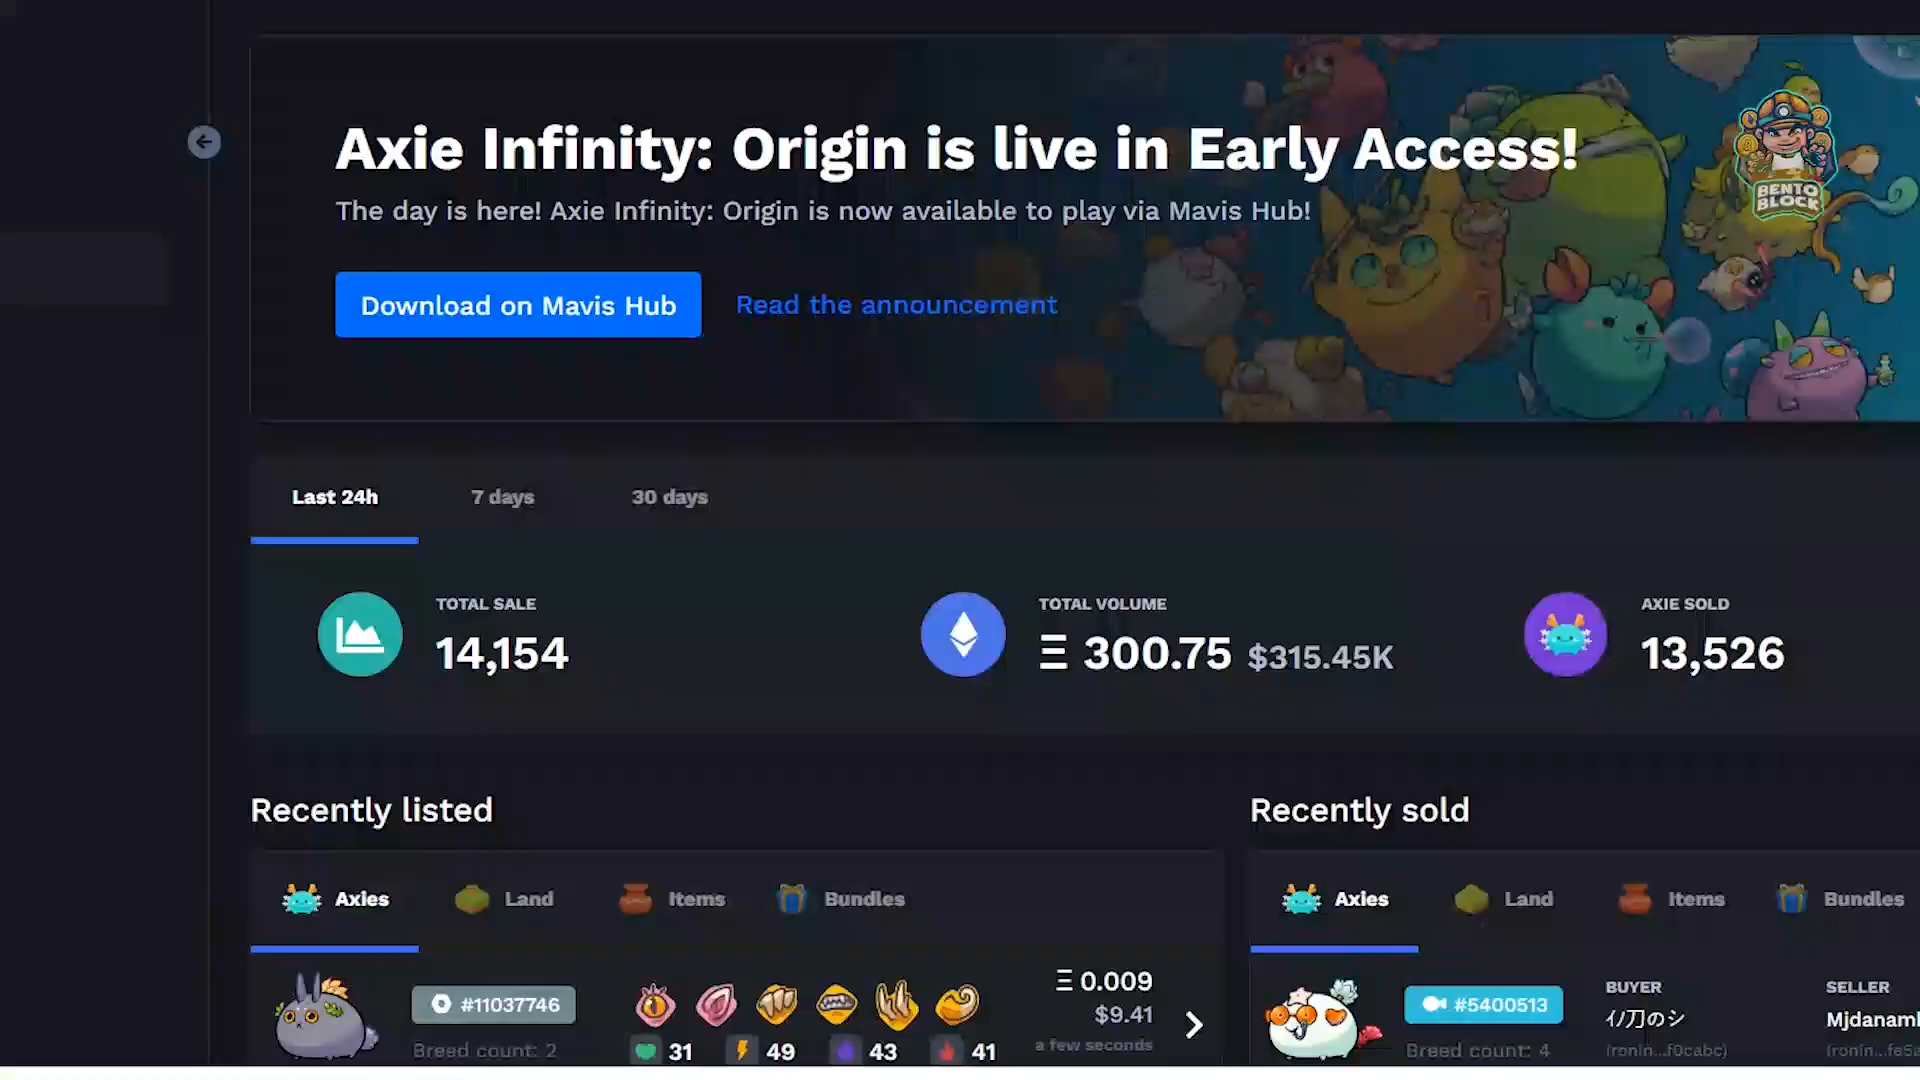 Axie Infinity: Origin is live in Early Access!
The day is here! Axie Infinity: Origin is now available to play via Mavis Hub!
Download on Mavis Hub
Read the announcement
BENTO
BLOCK
Last 24h
7 days
30 days
TOTAL SALE
14,154
TOTAL VOLUME
Ξ 300.75 $315.45K
AXIE SOLD
13,526
Recently listed
Axies
Land
Items
Bundles
#11037746
Breed count: 2
31
49
43
41
Ξ 0.009
$9.41
a few seconds
Recently sold
Axies
Land
Items
Bundles
#5400513
Breed count: 4
BUYER
イ刀のシ
(ronin...f0cabc)
SELLER